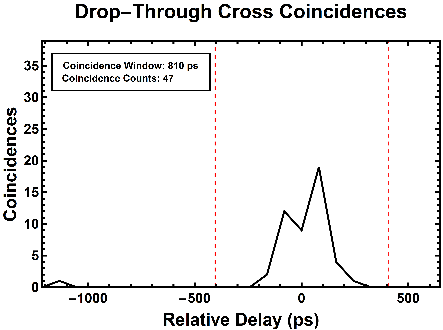 Drop−Through Cross Coincidences
Coincidence Window: 810 ps
Coincidence Counts: 47
Coincidences
35
30
25
20
15
10
5
0
−1000
−500
0
500
Relative Delay (ps)